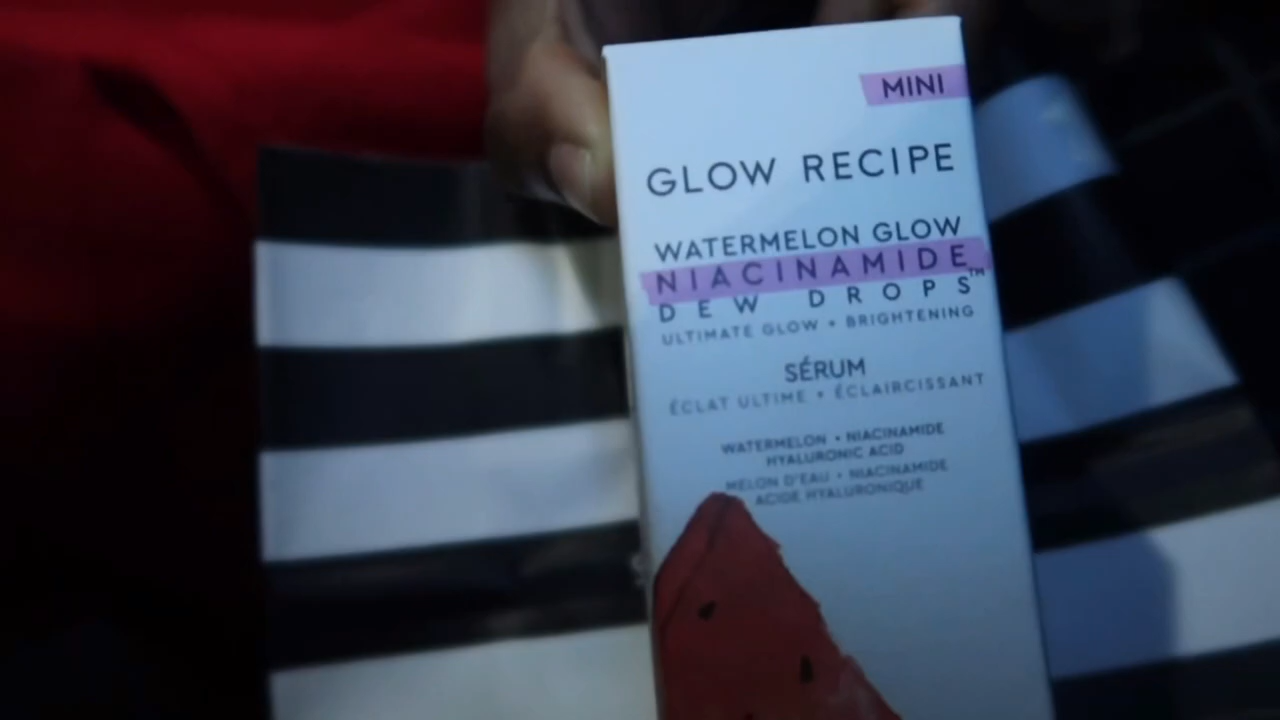 MINI
GLOW RECIPE
WATERMELON GLOW
NIACINAMIDE
DEW DROPS™
ULTIMATE GLOW • BRIGHTENING
SÉRUM
ÉCLAT ULTIME • ÉCLAIRCISSANT
WATERMELON • NIACINAMIDE
HYALURONIC ACID
MELON D'EAU • NIACINAMIDE
ACIDE HYALURONIQUE